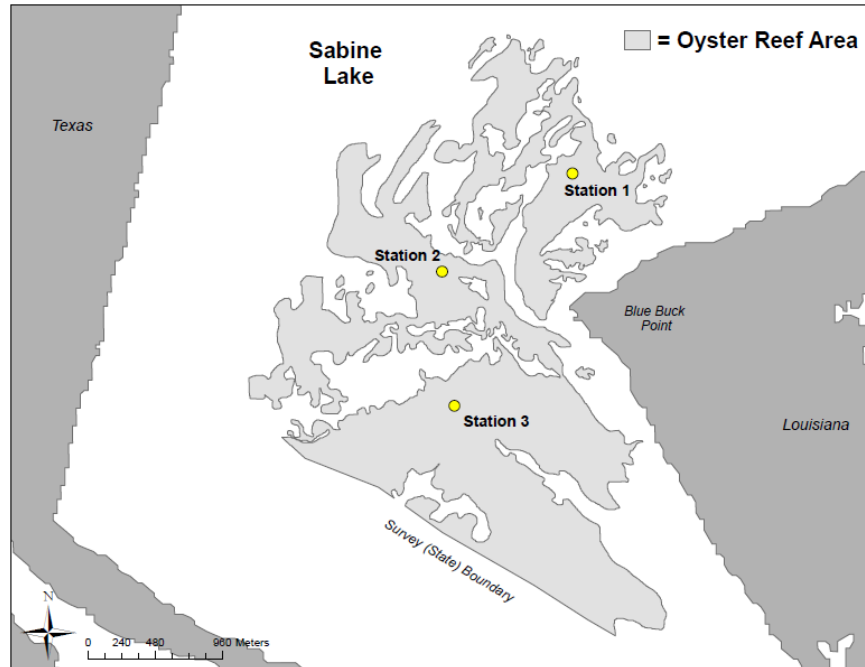 Sabine
Lake
= Oyster Reef Area
Texas
Station 1
Station 2
Blue Buck
Point
Station 3
Louisiana
Survey (State) Boundary
N
0 240 480 960 Meters